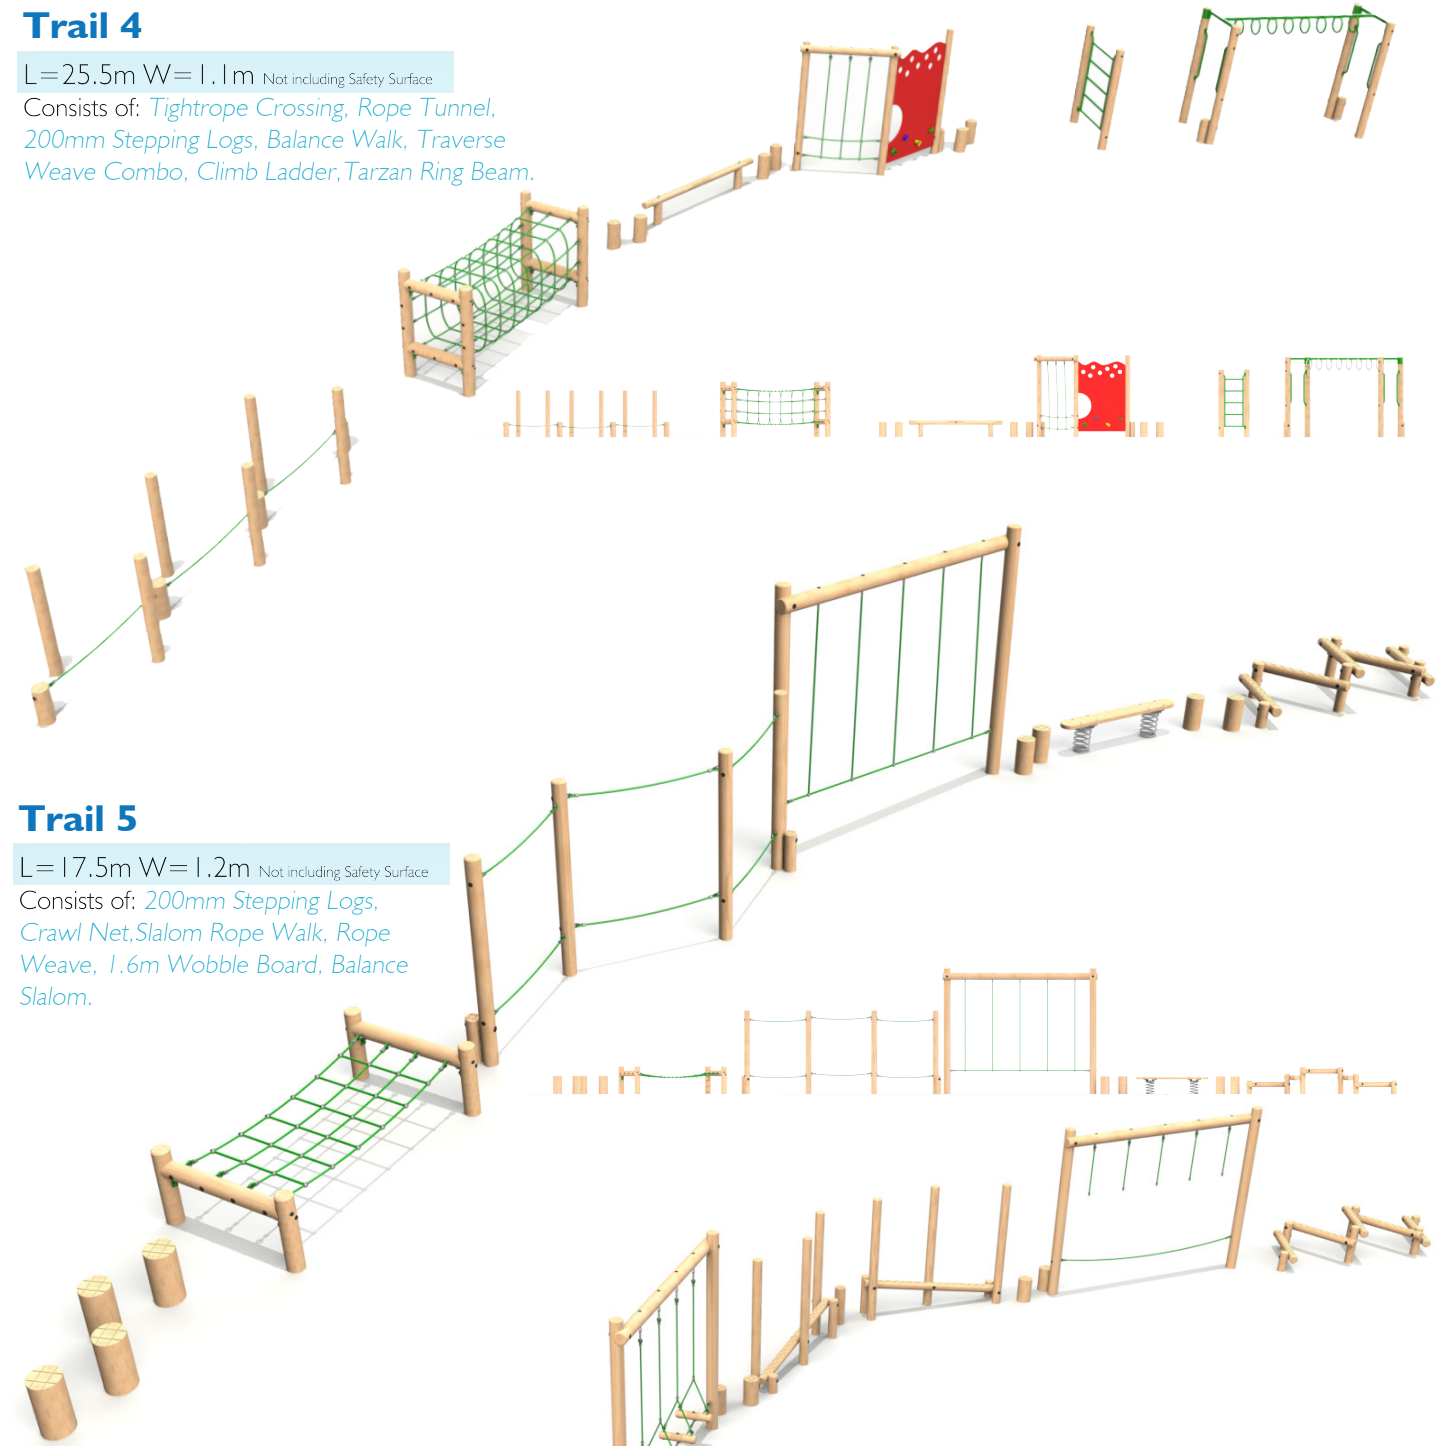 Trail 4
L=25.5m W=1.1m Not including Safety Surface
Consists of: Tightrope Crossing, Rope Tunnel,
200mm Stepping Logs, Balance Walk, Traverse
Weave Combo, Climb Ladder,Tarzan Ring Beam.
Trail 5
L=17.5m W=1.2m Not including Safety Surface
Consists of: 200mm Stepping Logs,
Crawl Net,Slalom Rope Walk, Rope
Weave, 1.6m Wobble Board, Balance
Slalom.